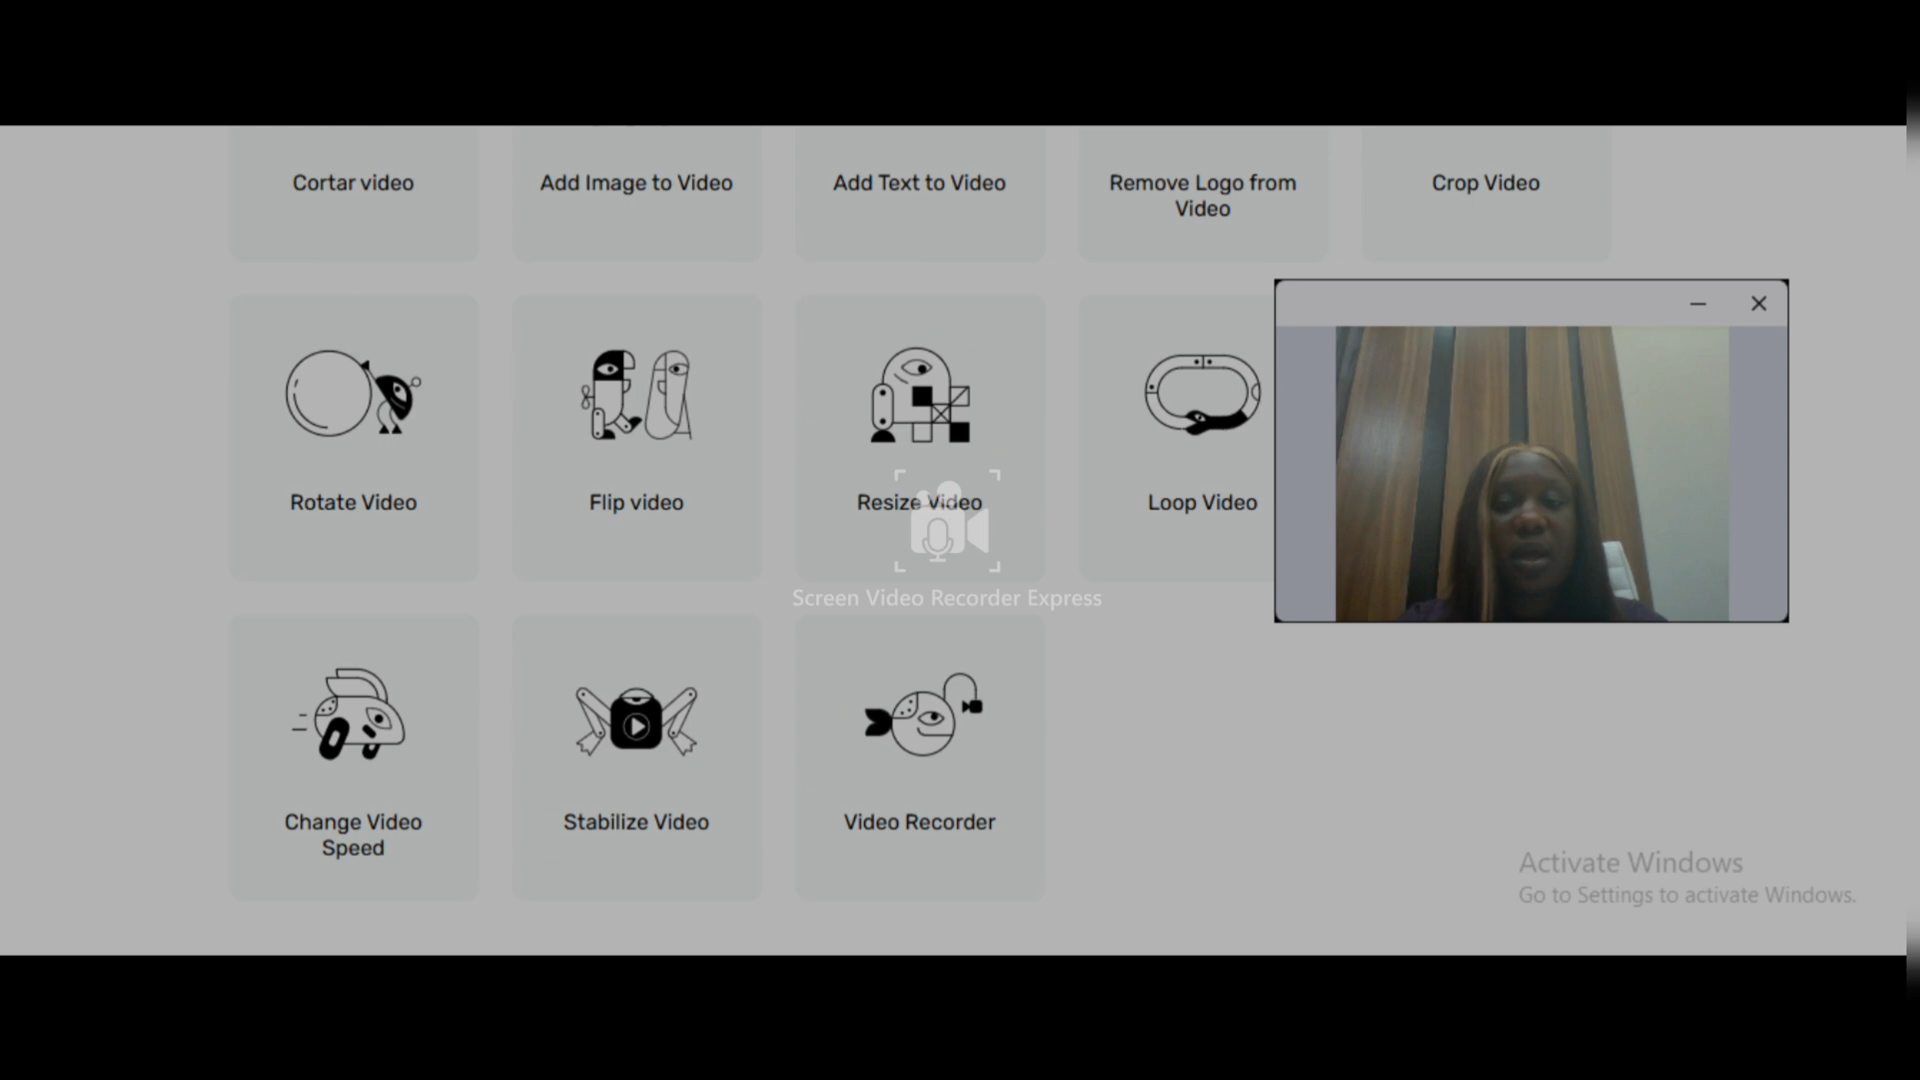 Cortar video
Add Image to Video
Add Text to Video
Remove Logo from
Video
Crop Video
Rotate Video
Flip video
Resize Video
Loop Video
Screen Video Recorder Express
Change Video
Speed
Stabilize Video
Video Recorder
Activate Windows
Go to Settings to activate Windows.